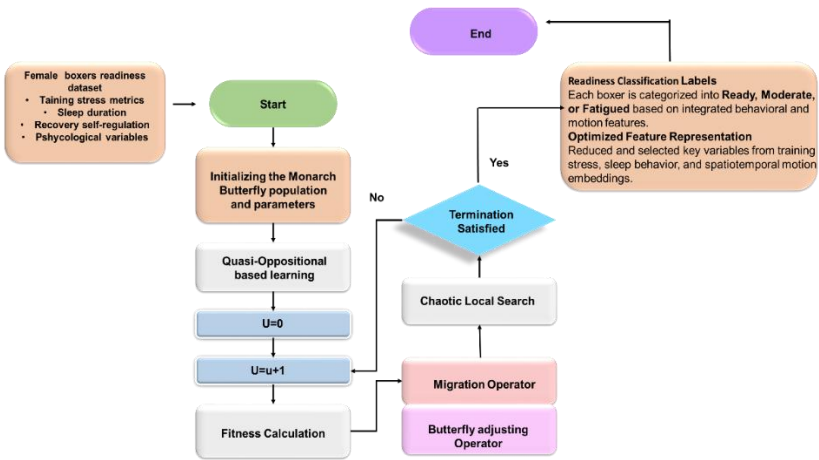 Female boxers readiness
dataset
• Taining stress metrics
• Sleep duration
• Recovery self-regulation
• Pshycological variables
Start
Initializing the Monarch
Butterfly population
and parameters
Quasi-Oppositional
based learning
U=0
U=u+1
Fitness Calculation
Migration Operator
Butterfly adjusting
Operator
Chaotic Local Search
Termination
Satisfied
No
Yes
Readiness Classification Labels
Each boxer is categorized into Ready, Moderate,
or Fatigued based on integrated behavioral and
motion features.
Optimized Feature Representation
Reduced and selected key variables from training
stress, sleep behavior, and spatiotemporal motion
embeddings.
End